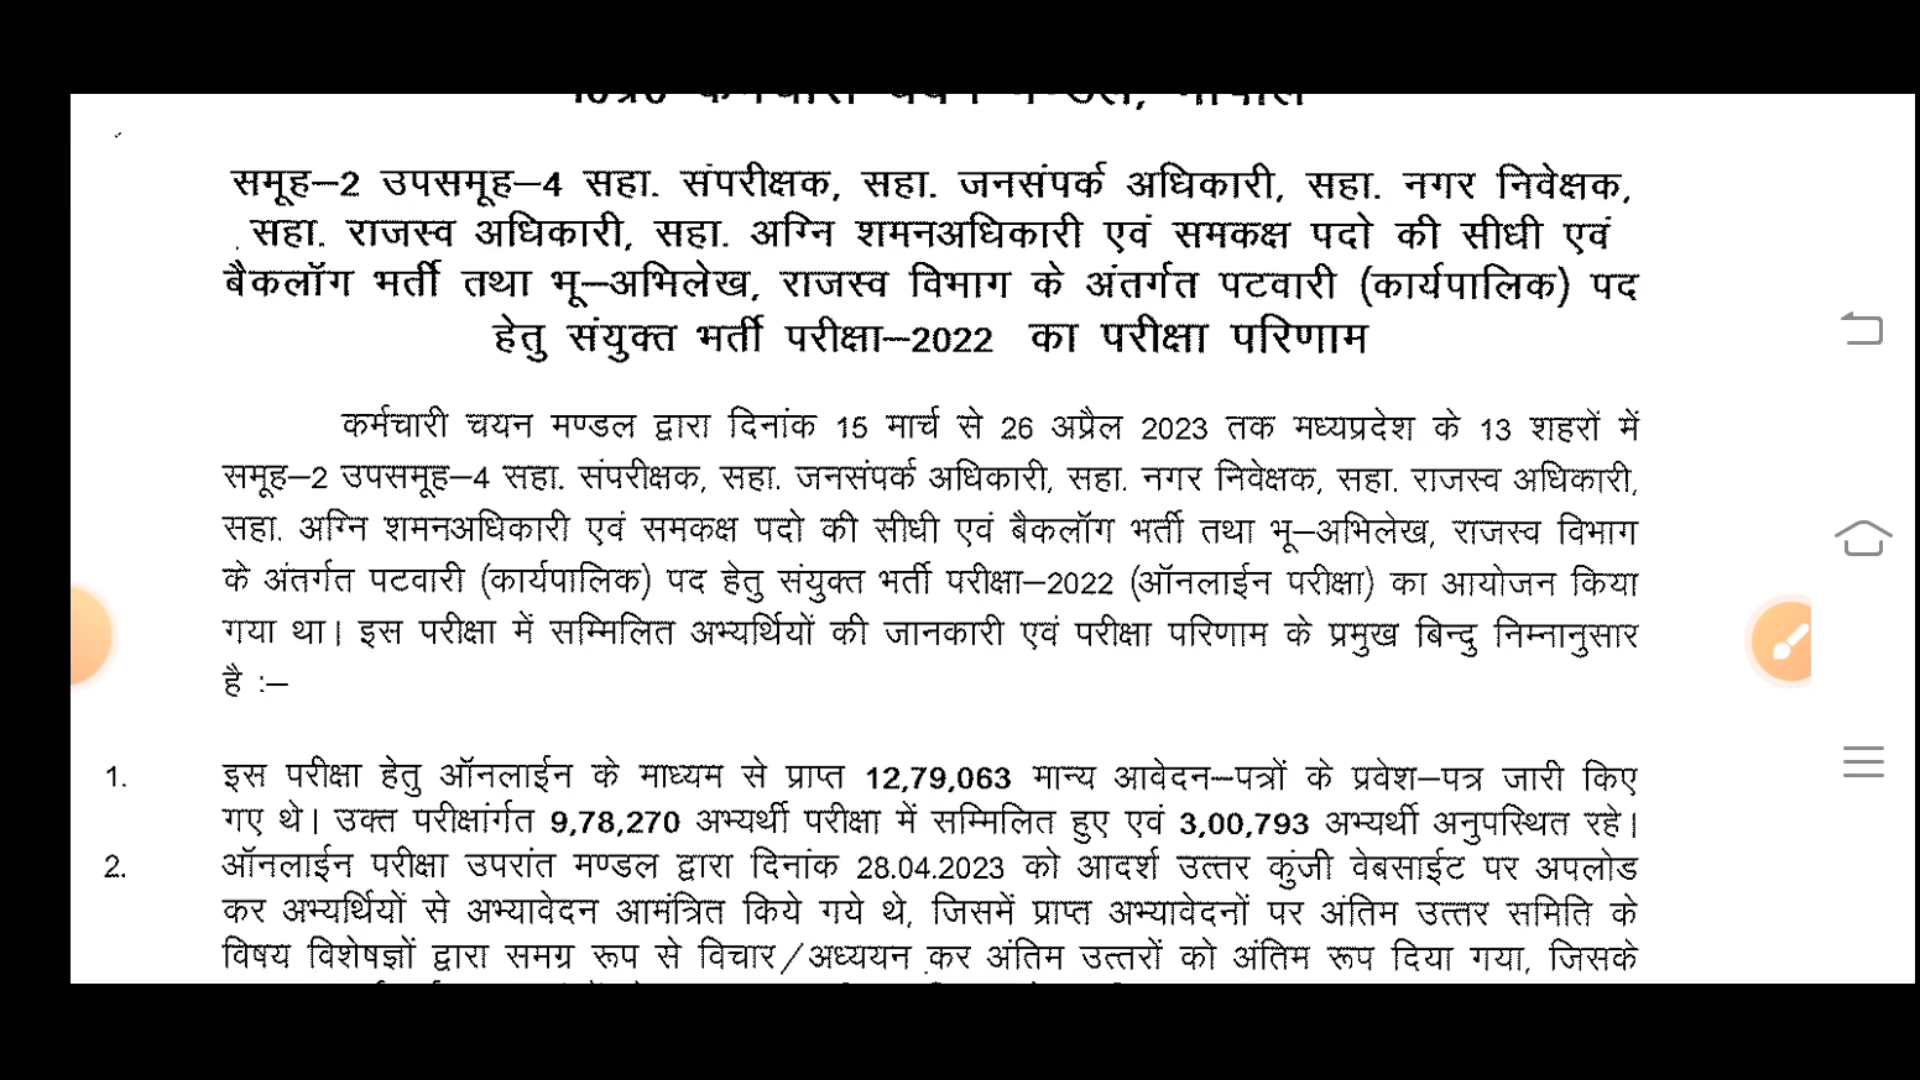 समूह–2 उपसमूह–4 सहा. संपरीक्षक, सहा. जनसंपर्क अधिकारी, सहा. नगर निवेक्षक,
सहा. राजस्व अधिकारी, सहा. अग्नि शमनअधिकारी एवं समकक्ष पदो की सीधी एवं
बैकलॉग भर्ती तथा भू–अभिलेख, राजस्व विभाग के अंतर्गत पटवारी (कार्यपालिक) पद
हेतु संयुक्त भर्ती परीक्षा–2022 का परीक्षा परिणाम
कर्मचारी चयन मण्डल द्वारा दिनांक 15 मार्च से 26 अप्रैल 2023 तक मध्यप्रदेश के 13 शहरों में
समूह–2 उपसमूह–4 सहा. संपरीक्षक, सहा. जनसंपर्क अधिकारी, सहा. नगर निवेक्षक, सहा. राजस्व अधिकारी,
सहा. अग्नि शमनअधिकारी एवं समकक्ष पदो की सीधी एवं बैकलॉग भर्ती तथा भू–अभिलेख, राजस्व विभाग
के अंतर्गत पटवारी (कार्यपालिक) पद हेतु संयुक्त भर्ती परीक्षा–2022 (ऑनलाईन परीक्षा) का आयोजन किया
गया था। इस परीक्षा में सम्मिलित अभ्यर्थियों की जानकारी एवं परीक्षा परिणाम के प्रमुख बिन्दु निम्नानुसार
है :–
1. इस परीक्षा हेतु ऑनलाईन के माध्यम से प्राप्त 12,79,063 मान्य आवेदन–पत्रों के प्रवेश–पत्र जारी किए
गए थे। उक्त परीक्षांर्गत 9,78,270 अभ्यर्थी परीक्षा में सम्मिलित हुए एवं 3,00,793 अभ्यर्थी अनुपस्थित रहे।
2. ऑनलाईन परीक्षा उपरांत मण्डल द्वारा दिनांक 28.04.2023 को आदर्श उत्तर कुंजी वेबसाईट पर अपलोड
कर अभ्यर्थियों से अभ्यावेदन आमंत्रित किये गये थे, जिसमें प्राप्त अभ्यावेदनों पर अंतिम उत्तर समिति के
विषय विशेषज्ञों द्वारा समग्र रूप से विचार/अध्ययन कर अंतिम उत्तरों को अंतिम रूप दिया गया, जिसके